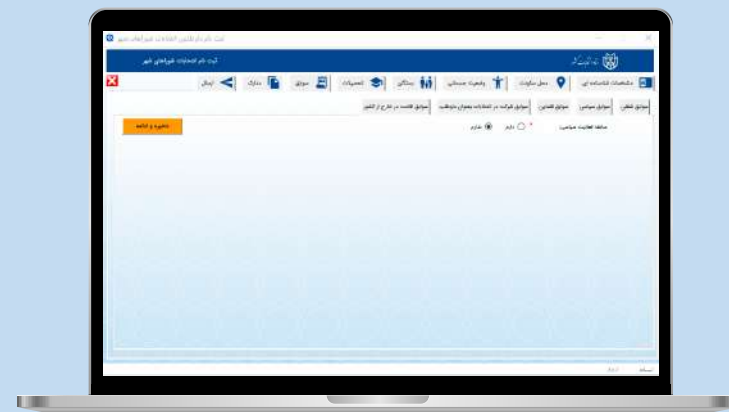 ثبت نام داوطلبین انتخابات شوراهای شهر
ثبت نام انتخابات شوراهای شهر
مشخصات شناسنامه ای
محل سکونت
وضعیت جسمانی
بستگان
تحصیلات
سوابق
مدارک
ارسال
سوابق شغلی
سوابق سیاسی
سوابق شرکت در انتخابات بعنوان داوطلب
سوابق اقامت در خارج از کشور
سابقه فعالیت سیاسی:
* دارم
ندارم
ذخیره و ادامه